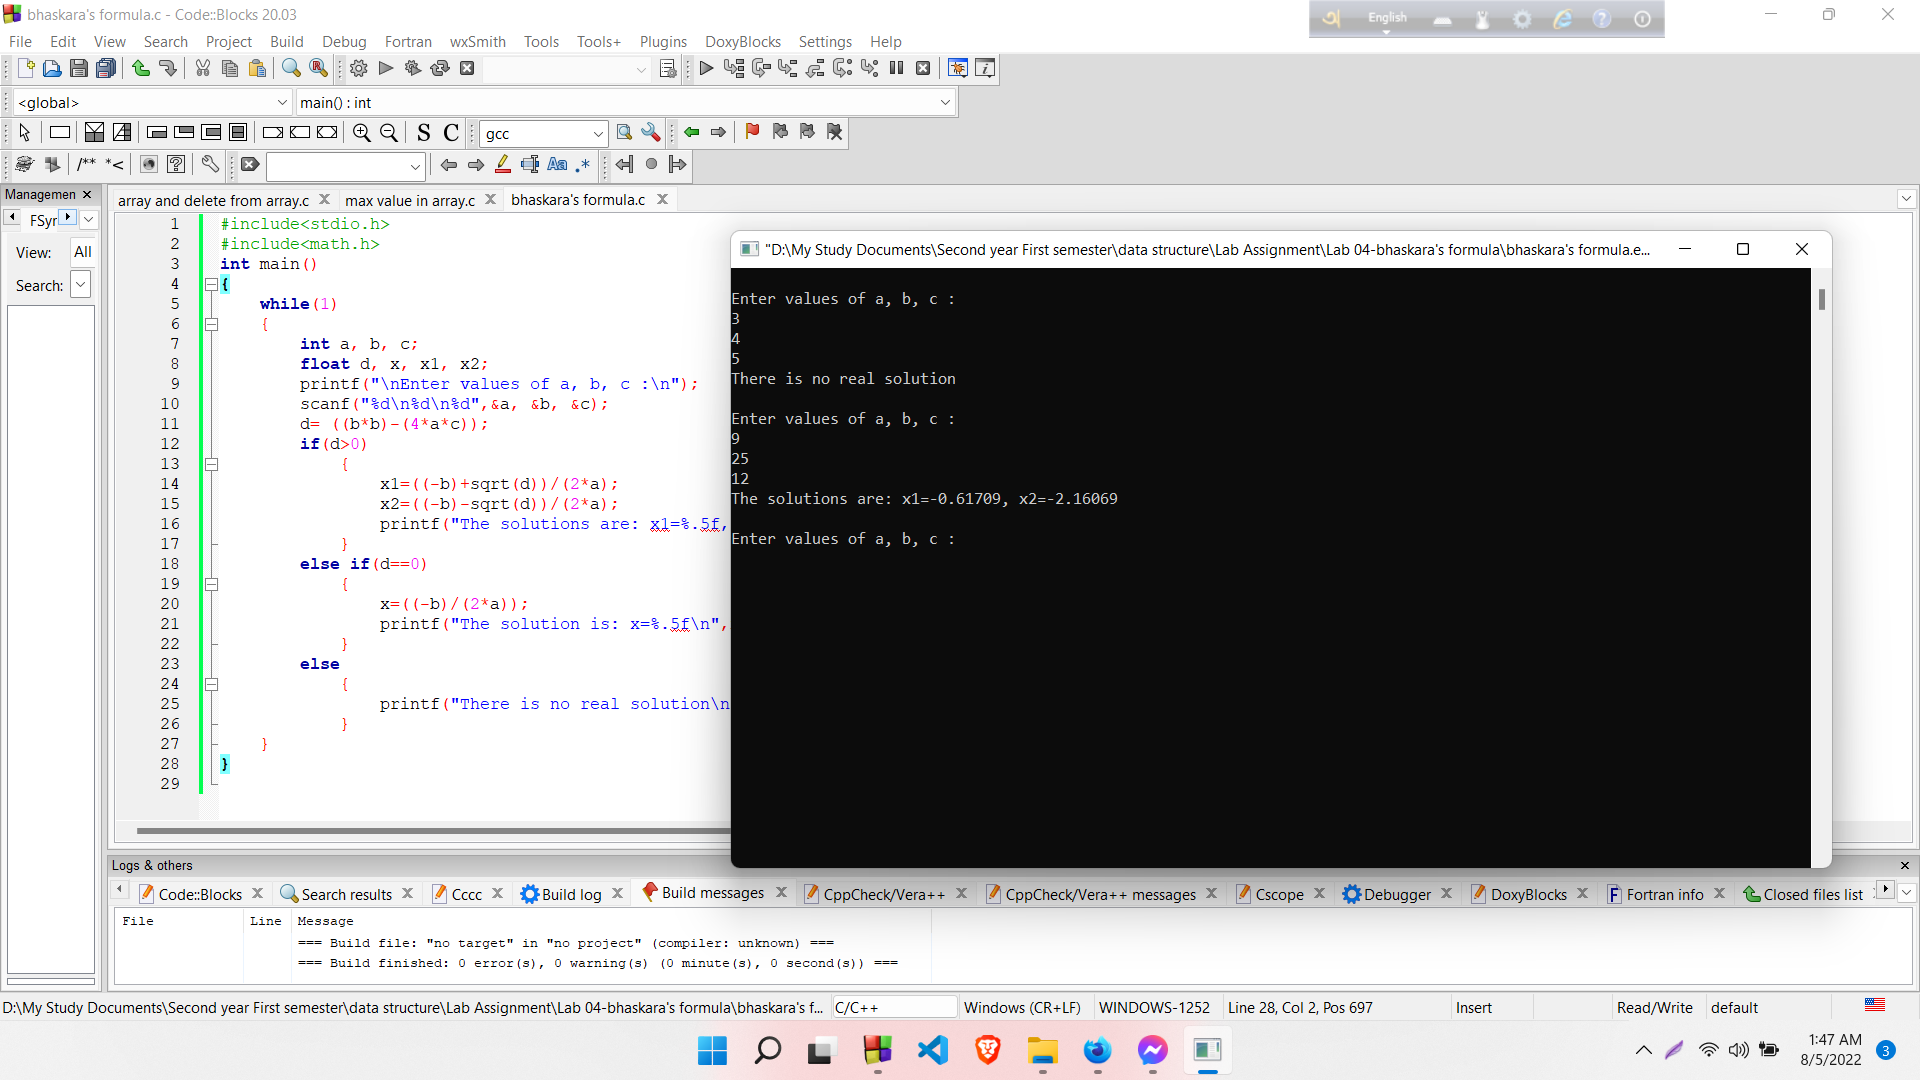 bhaskara's formula.c - Code::Blocks 20.03
English
File Edit View Search Project Build Debug Fortran wxSmith Tools Tools+ Plugins DoxyBlocks Settings Help
<global> main() : int
S C gcc
/** *< Aa .*
Managemen
array and delete from array.c max value in array.c bhaskara's formula.c
FSyr
View: All
Search:
1 #include<stdio.h>
2 #include<math.h>
3 int main()
4 {
5 while(1)
6 {
7 int a, b, c;
8 float d, x, x1, x2;
9 printf("\nEnter values of a, b, c :\n");
10 scanf("%d\n%d\n%d",&a, &b, &c);
11 d= ((b*b)-(4*a*c));
12 if(d>0)
13 {
14 x1=((-b)+sqrt(d))/(2*a);
15 x2=((-b)-sqrt(d))/(2*a);
16 printf("The solutions are: x1=%.5f,
17 }
18 else if(d==0)
19 {
20 x=((-b)/(2*a));
21 printf("The solution is: x=%.5f\n",
22 }
23 else
24 {
25 printf("There is no real solution\n
26 }
27 }
28 }
29
"D:\My Study Documents\Second year First semester\data structure\Lab Assignment\Lab 04-bhaskara's formula\bhaskara's formula.e...
Enter values of a, b, c :
3
4
5
There is no real solution
Enter values of a, b, c :
9
25
12
The solutions are: x1=-0.61709, x2=-2.16069
Enter values of a, b, c :
Logs & others
Code::Blocks Search results Cccc Build log Build messages CppCheck/Vera++ CppCheck/Vera++ messages Cscope Debugger DoxyBlocks Fortran info Closed files list
File Line Message
=== Build file: "no target" in "no project" (compiler: unknown) ===
=== Build finished: 0 error(s), 0 warning(s) (0 minute(s), 0 second(s)) ===
D:\My Study Documents\Second year First semester\data structure\Lab Assignment\Lab 04-bhaskara's formula\bhaskara's f... C/C++ Windows (CR+LF) WINDOWS-1252 Line 28, Col 2, Pos 697 Insert Read/Write default
1:47 AM
8/5/2022
3